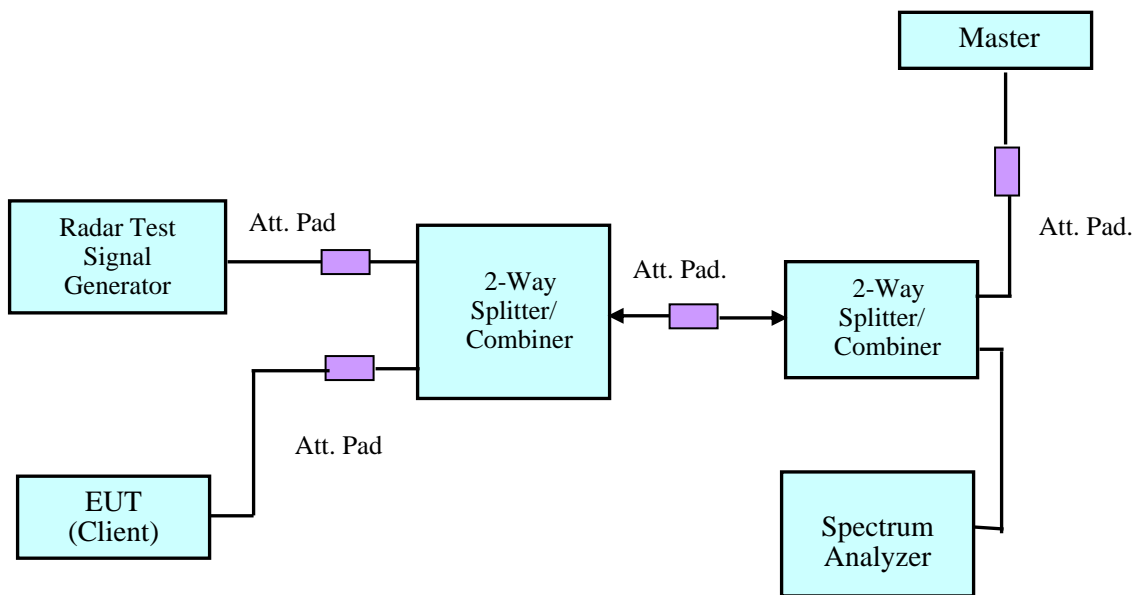 Master
Radar Test
Signal
Generator
Att. Pad
2-Way
Splitter/
Combiner
Att. Pad.
2-Way
Splitter/
Combiner
Att. Pad.
Att. Pad
EUT
(Client)
Spectrum
Analyzer